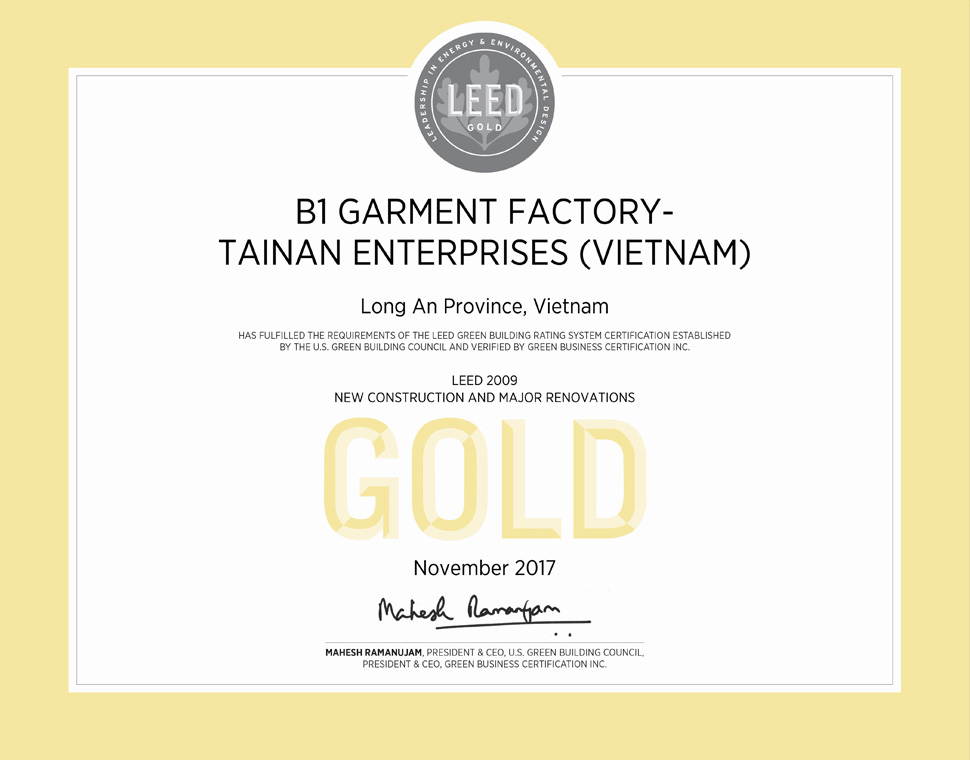 LEADERSHIP IN ENERGY & ENVIRONMENTAL DESIGN
LEED
GOLD
B1 GARMENT FACTORY-
TAINAN ENTERPRISES (VIETNAM)
Long An Province, Vietnam
HAS FULFILLED THE REQUIREMENTS OF THE LEED GREEN BUILDING RATING SYSTEM CERTIFICATION ESTABLISHED
BY THE U.S. GREEN BUILDING COUNCIL AND VERIFIED BY GREEN BUSINESS CERTIFICATION INC.
LEED 2009
NEW CONSTRUCTION AND MAJOR RENOVATIONS
GOLD
November 2017
Mahesh Ramanujam
MAHESH RAMANUJAM, PRESIDENT & CEO, U.S. GREEN BUILDING COUNCIL,
PRESIDENT & CEO, GREEN BUSINESS CERTIFICATION INC.